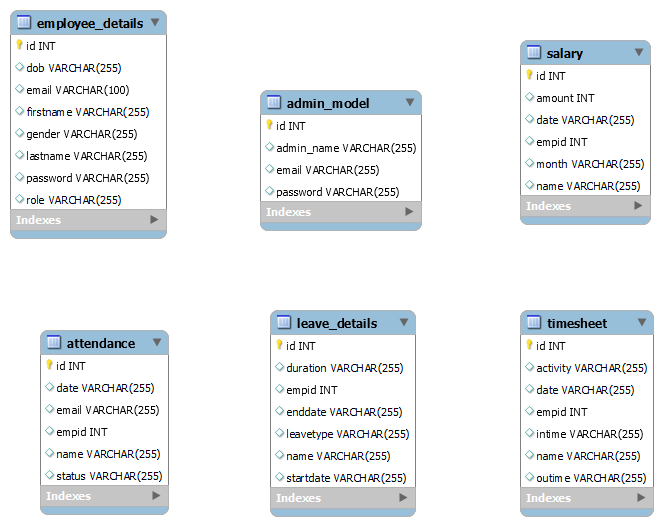 employee_details
id INT
dob VARCHAR(255)
email VARCHAR(100)
firstname VARCHAR(255)
gender VARCHAR(255)
lastname VARCHAR(255)
password VARCHAR(255)
role VARCHAR(255)
Indexes
admin_model
id INT
admin_name VARCHAR(255)
email VARCHAR(255)
password VARCHAR(255)
Indexes
salary
id INT
amount INT
date VARCHAR(255)
empid INT
month VARCHAR(255)
name VARCHAR(255)
Indexes
attendance
id INT
date VARCHAR(255)
email VARCHAR(255)
empid INT
name VARCHAR(255)
status VARCHAR(255)
Indexes
leave_details
id INT
duration VARCHAR(255)
empid INT
enddate VARCHAR(255)
leavetype VARCHAR(255)
name VARCHAR(255)
startdate VARCHAR(255)
Indexes
timesheet
id INT
activity VARCHAR(255)
date VARCHAR(255)
empid INT
intime VARCHAR(255)
name VARCHAR(255)
outime VARCHAR(255)
Indexes